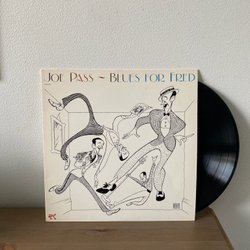 JOE PASS ~ BLUES FOR FRED